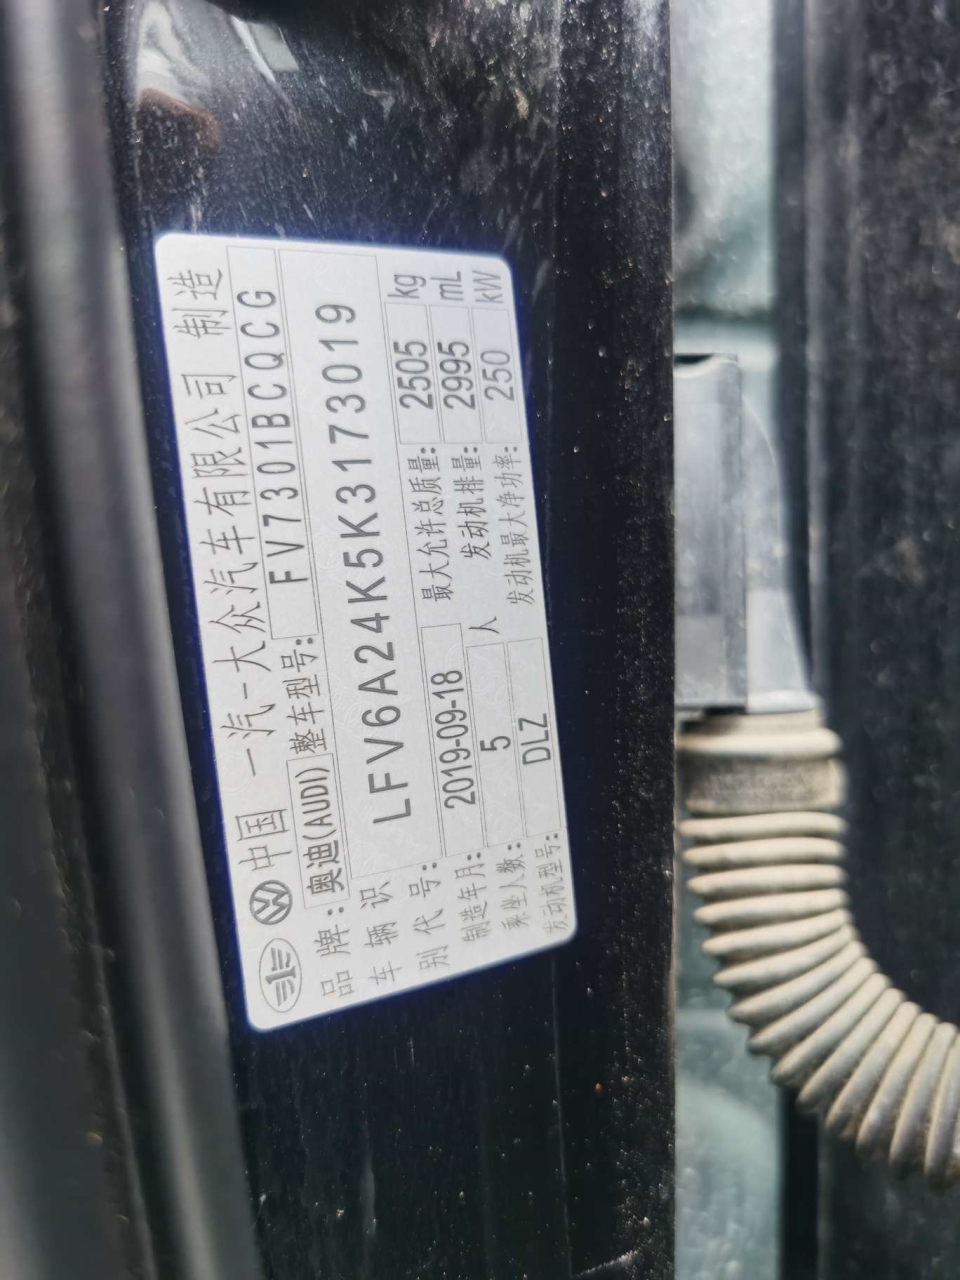 中国 一汽-大众汽车有限公司 制造
品牌: 奥迪(AUDI) 整车型号: FV7301BCQCG
车辆识别代号: LFV6A24K5K3173019
制造年月: 2019-09-18 最大允许总质量: 2505 kg
乘坐人数: 5 人 发动机排量: 2995 mL
发动机型号: DLZ 发动机最大净功率: 250 kW